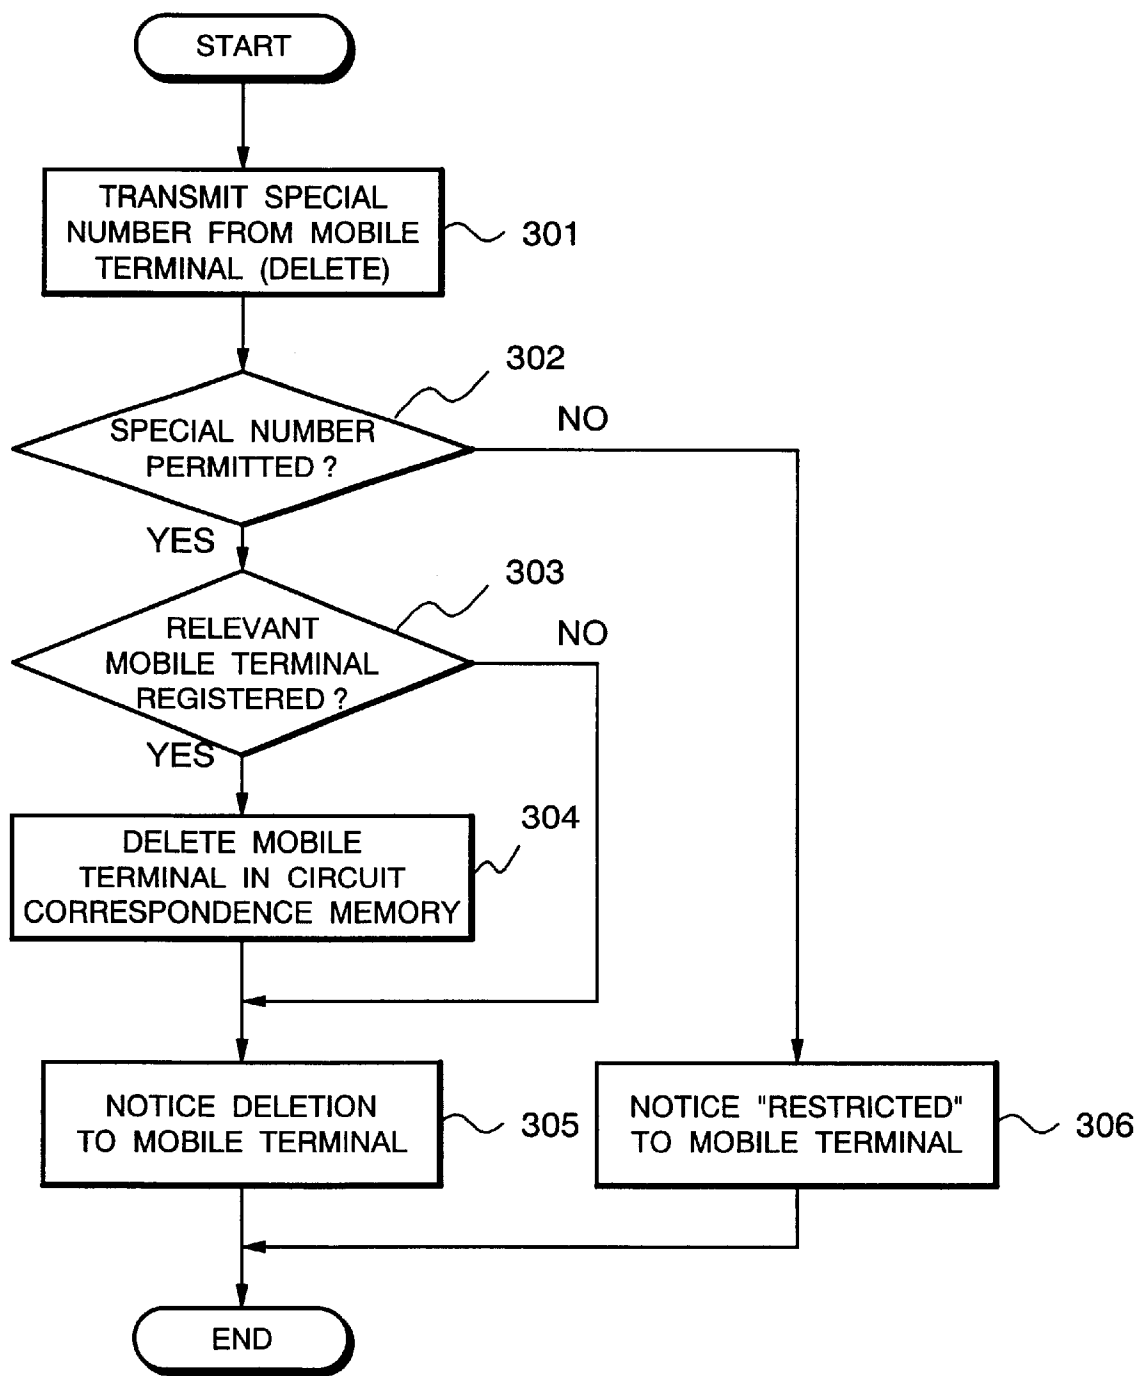 START
TRANSMIT SPECIAL
NUMBER FROM MOBILE
TERMINAL (DELETE)
301
302
SPECIAL NUMBER
PERMITTED ?
NO
YES
303
RELEVANT
MOBILE TERMINAL
REGISTERED ?
NO
YES
304
DELETE MOBILE
TERMINAL IN CIRCUIT
CORRESPONDENCE MEMORY
NOTICE DELETION
TO MOBILE TERMINAL
305
NOTICE "RESTRICTED"
TO MOBILE TERMINAL
306
END